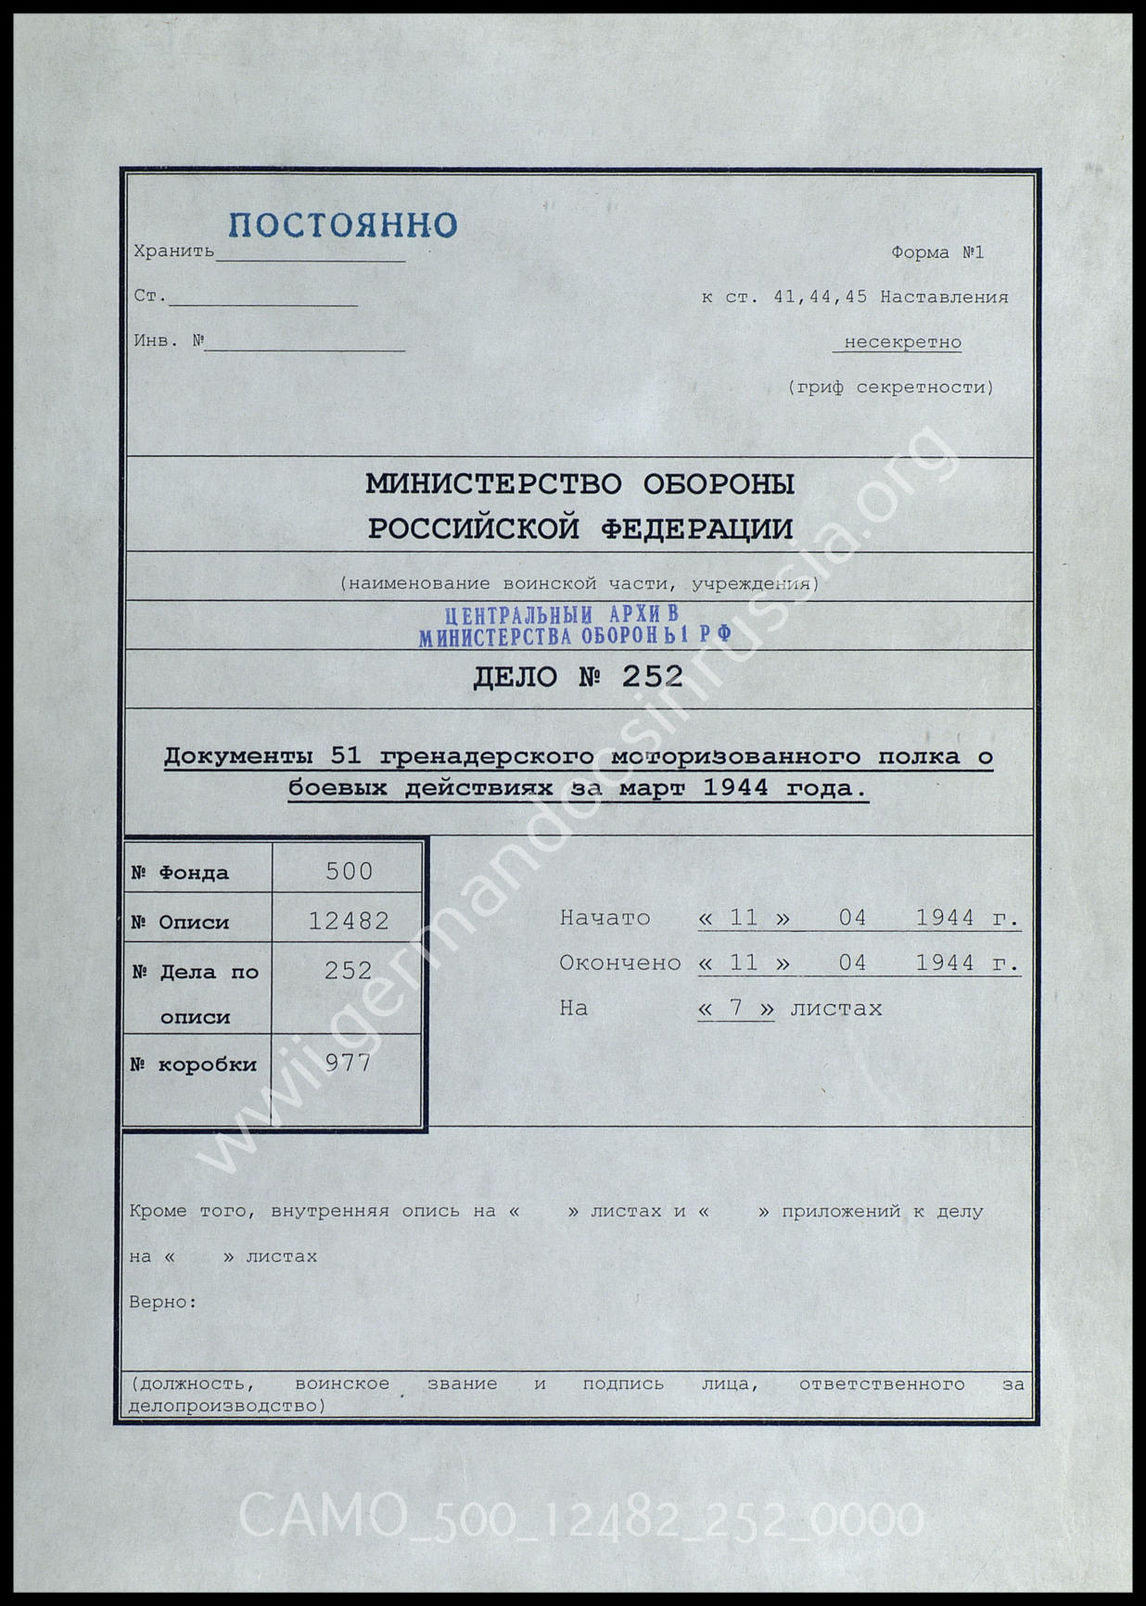 ПОСТОЯННО
Хранить
Форма №1
Ст.
к ст. 41,44,45 Наставления
Инв. №
несекретно
(гриф секретности)
МИНИСТЕРСТВО ОБОРОНЫ
РОССИЙСКОЙ ФЕДЕРАЦИИ
(наименование воинской части, учреждения)
ЦЕНТРАЛЬНЫЙ АРХИВ
МИНИСТЕРСТВА ОБОРОНЫ РФ
ДЕЛО № 252
Документы 51 гренадерского моторизованного полка о
боевых действиях за март 1944 года.
№ Фонда 500
№ Описи 12482
№ Дела по 252
описи
№ коробки 977
Начато « 11 » 04 1944 г.
Окончено « 11 » 04 1944 г.
На « 7 » листах
Кроме того, внутренняя опись на « » листах и « » приложений к делу
на « » листах
Верно:
(должность, воинское звание и подпись лица, ответственного за
делопроизводство)
wwii.germandocsinrussia.org
CAMO_500_12482_252_0000